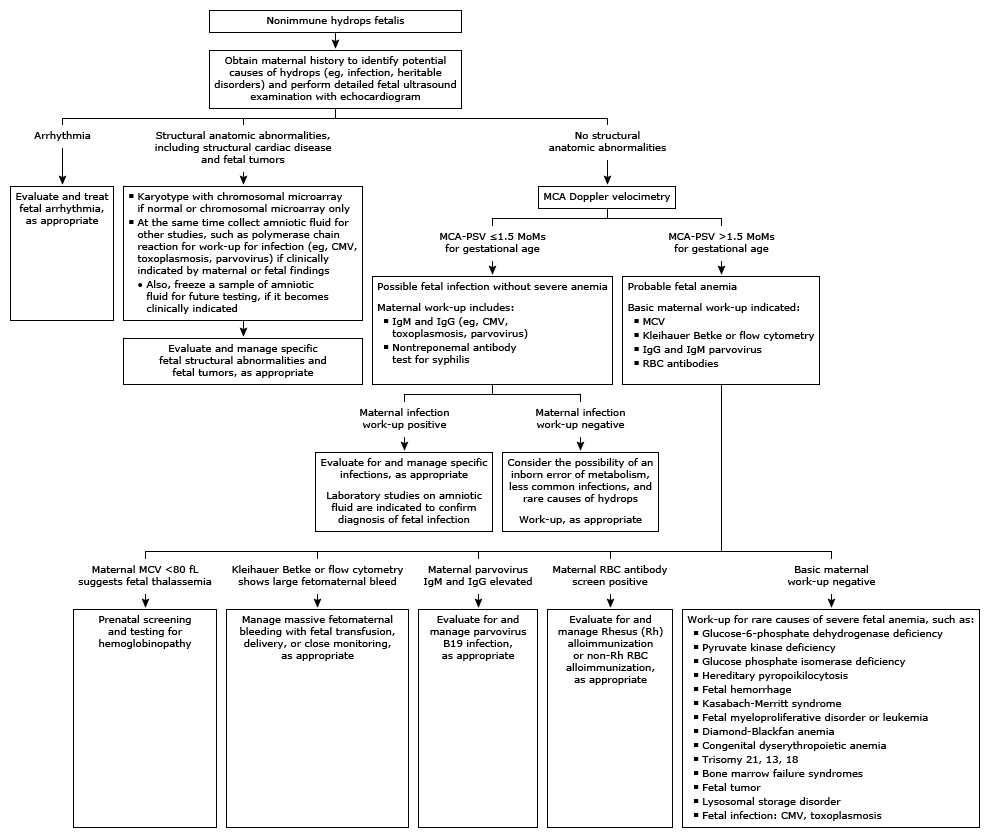 Nonimmune hydrops fetalis
Obtain maternal history to identify potential
causes of hydrops (eg, infection, heritable
disorders) and perform detailed fetal ultrasound
examination with echocardiogram
Arrhythmia
Evaluate and treat
fetal arrhythmia,
as appropriate
Structural anatomic abnormalities,
including structural cardiac disease
and fetal tumors
▪ Karyotype with chromosomal microarray
if normal or chromosomal microarray only
▪ At the same time collect amniotic fluid for
other studies, such as polymerase chain
reaction for work-up for infection (eg, CMV,
toxoplasmosis, parvovirus) if clinically
indicated by maternal or fetal findings
• Also, freeze a sample of amniotic
fluid for future testing, if it becomes
clinically indicated
Evaluate and manage specific
fetal structural abnormalities and
fetal tumors, as appropriate
No structural
anatomic abnormalities
MCA Doppler velocimetry
MCA-PSV ≤1.5 MoMs
for gestational age
Possible fetal infection without severe anemia
Maternal work-up includes:
▪ IgM and IgG (eg, CMV,
toxoplasmosis, parvovirus)
▪ Nontreponemal antibody
test for syphilis
MCA-PSV >1.5 MoMs
for gestational age
Probable fetal anemia
Basic maternal work-up indicated:
▪ MCV
▪ Kleihauer Betke or flow cytometry
▪ IgG and IgM parvovirus
▪ RBC antibodies
Maternal infection
work-up positive
Evaluate for and manage specific
infections, as appropriate
Laboratory studies on amniotic
fluid are indicated to confirm
diagnosis of fetal infection
Maternal infection
work-up negative
Consider the possibility of an
inborn error of metabolism,
less common infections, and
rare causes of hydrops
Work-up, as appropriate
Maternal MCV <80 fL
suggests fetal thalassemia
Prenatal screening
and testing for
hemoglobinopathy
Kleihauer Betke or flow cytometry
shows large fetomaternal bleed
Manage massive fetomaternal
bleeding with fetal transfusion,
delivery, or close monitoring,
as appropriate
Maternal parvovirus
IgM and IgG elevated
Evaluate for and
manage parvovirus
B19 infection,
as appropriate
Maternal RBC antibody
screen positive
Evaluate for and
manage Rhesus (Rh)
alloimmunization
or non-Rh RBC
alloimmunization,
as appropriate
Basic maternal
work-up negative
Work-up for rare causes of severe fetal anemia, such as:
▪ Glucose-6-phosphate dehydrogenase deficiency
▪ Pyruvate kinase deficiency
▪ Glucose phosphate isomerase deficiency
▪ Hereditary pyropoikilocytosis
▪ Fetal hemorrhage
▪ Kasabach-Merritt syndrome
▪ Fetal myeloproliferative disorder or leukemia
▪ Diamond-Blackfan anemia
▪ Congenital dyserythropoietic anemia
▪ Trisomy 21, 13, 18
▪ Bone marrow failure syndromes
▪ Fetal tumor
▪ Lysosomal storage disorder
▪ Fetal infection: CMV, toxoplasmosis